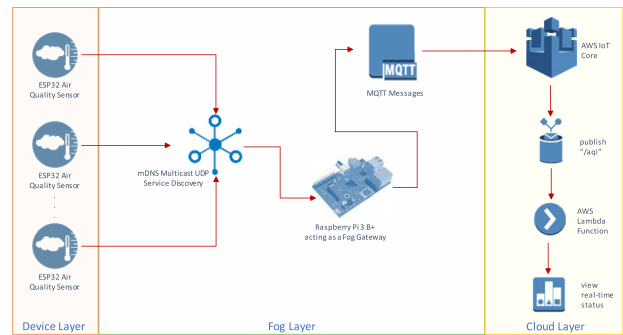 ESP32 Air
Quality Sensor
ESP32 Air
Quality Sensor
.
.
.
ESP32 Air
Quality Sensor
Device Layer
mDNS Multicast UDP
Service Discovery
Raspberry Pi 3 B+
acting as a Fog Gateway
MQTT
MQTT Messages
Fog Layer
AWS IoT
Core
publish
"/aqi"
AWS
Lambda
Function
view
real-time
status
Cloud Layer